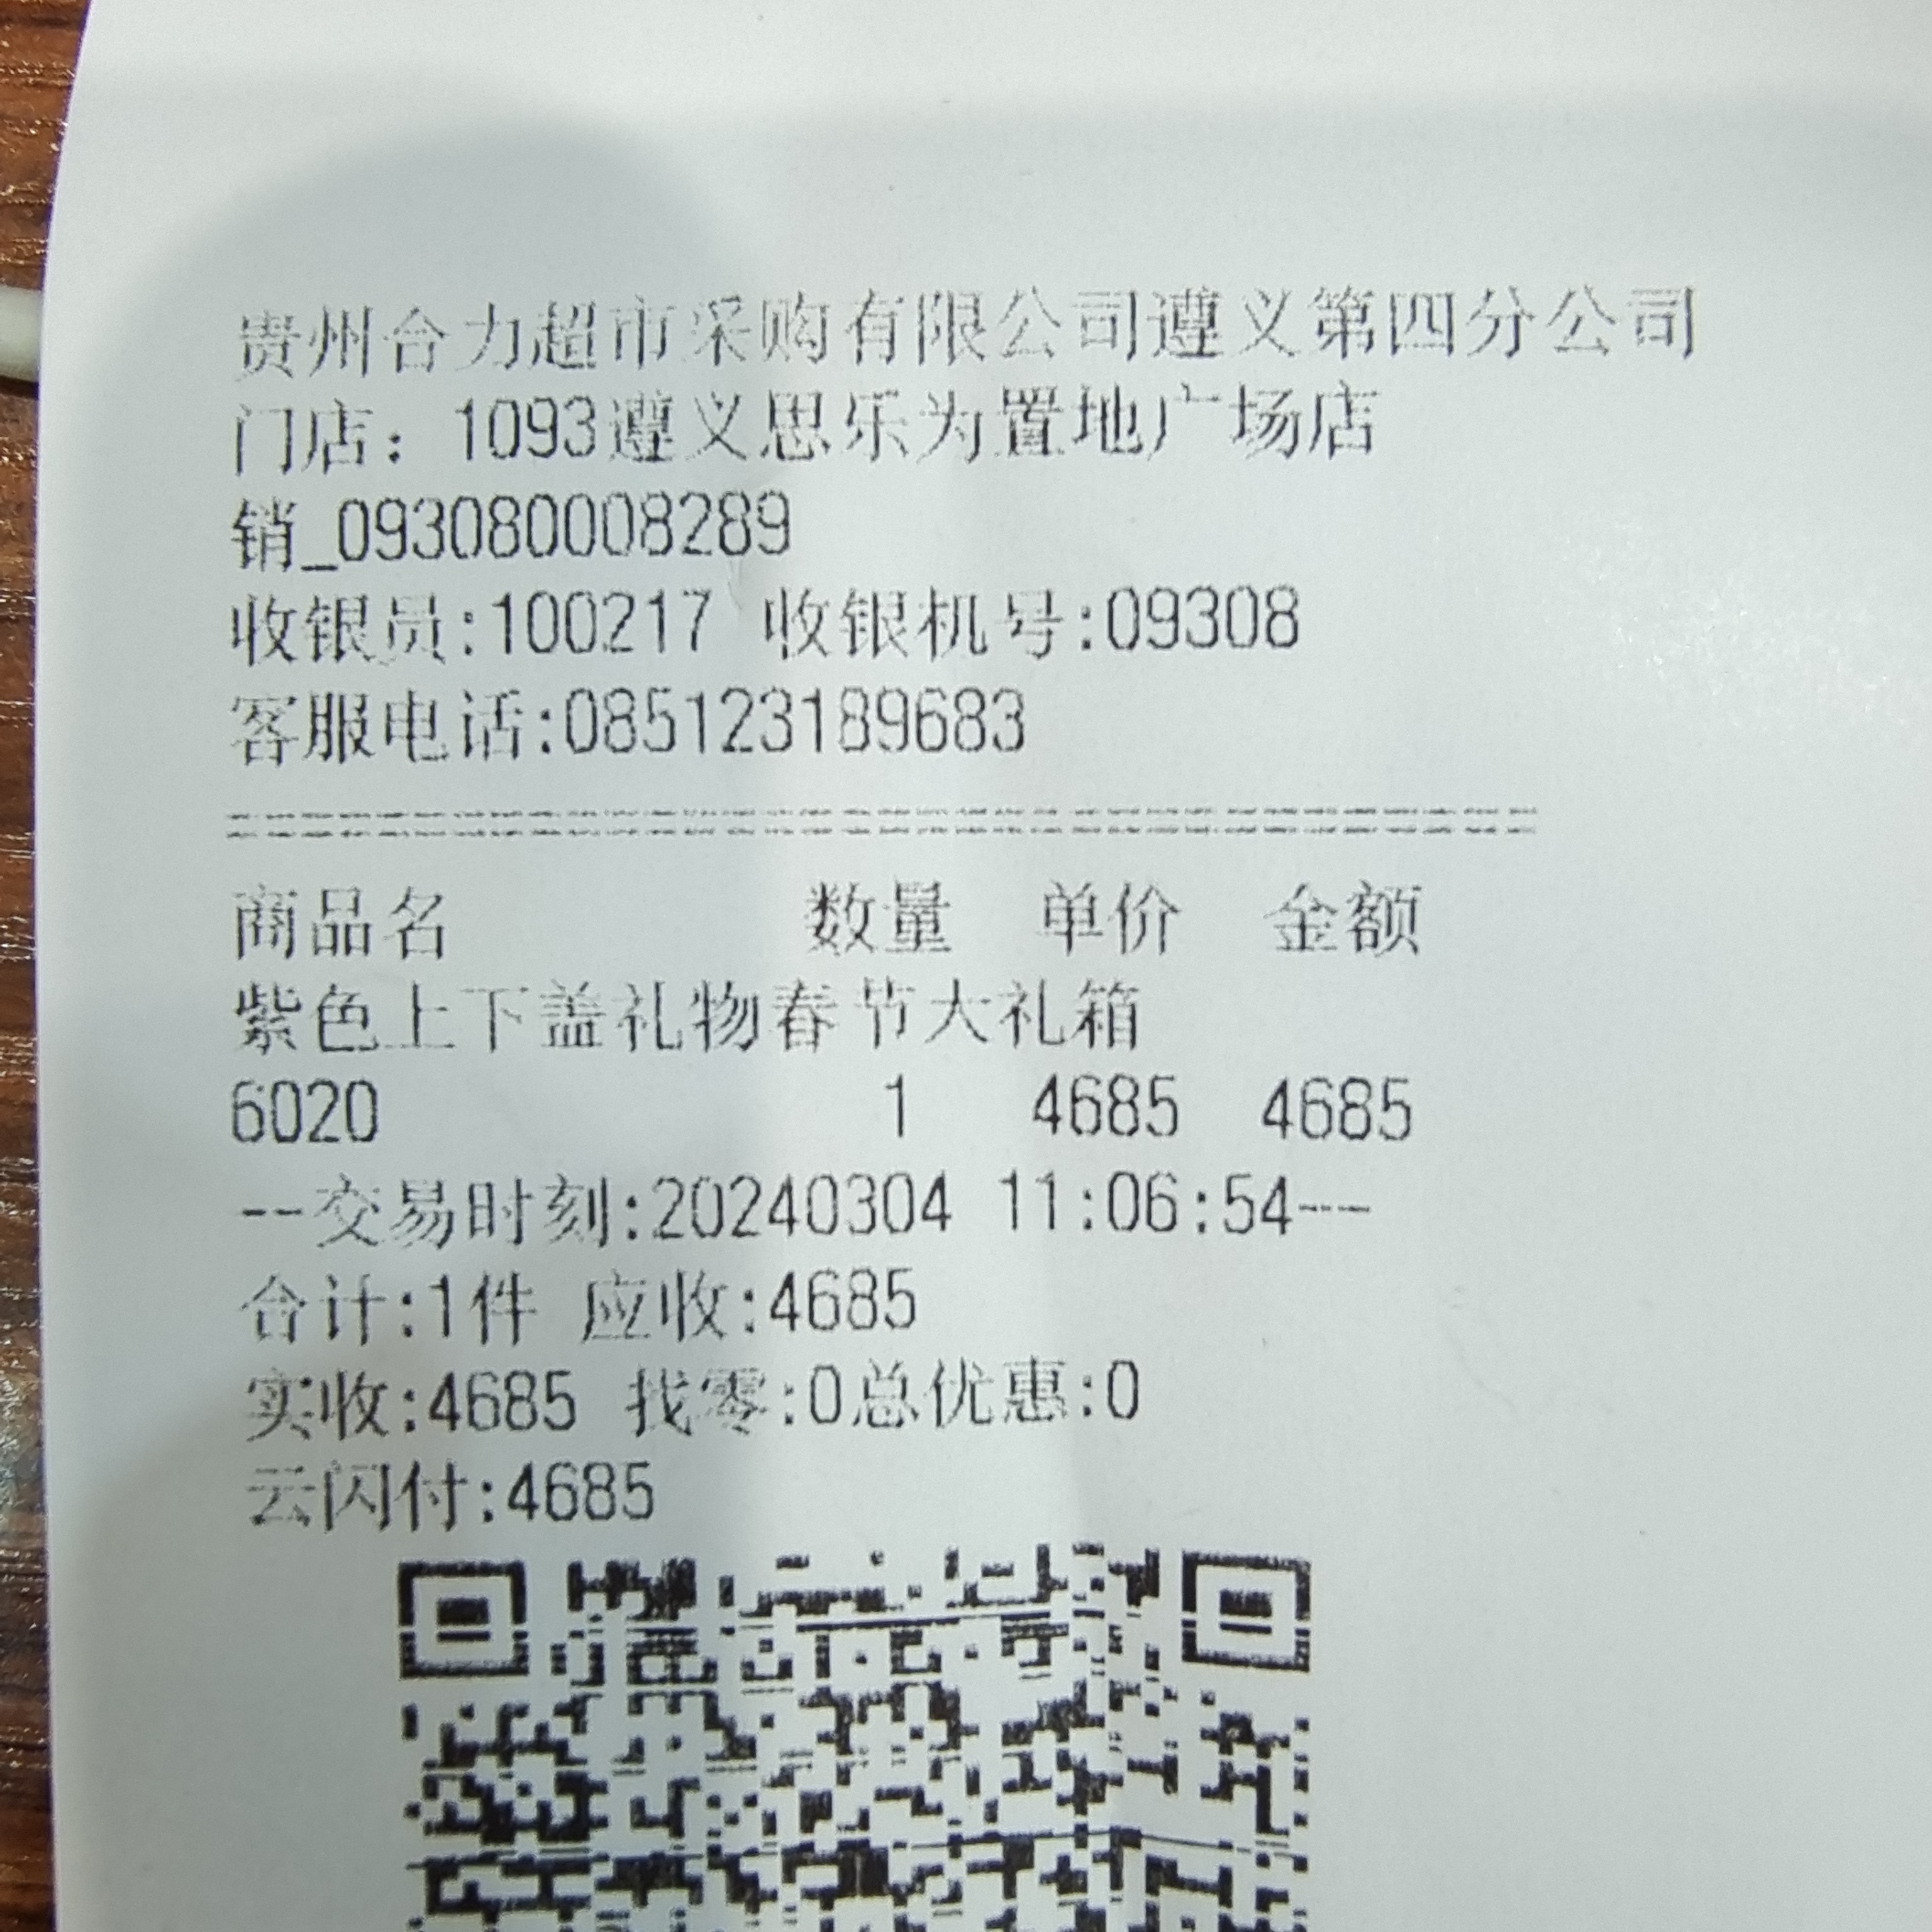 贵州合力超市采购有限公司遵义第四分公司
门店：1093遵义思乐为置地广场店
销_093080008289
收银员:100217 收银机号:09308
客服电话:085123189683
商品名 数量 单价 金额
紫色上下盖礼物春节大礼箱
6020 1 4685 4685
--交易时刻:20240304 11:06:54---
合计:1件 应收:4685
实收:4685 找零:0总优惠:0
云闪付:4685